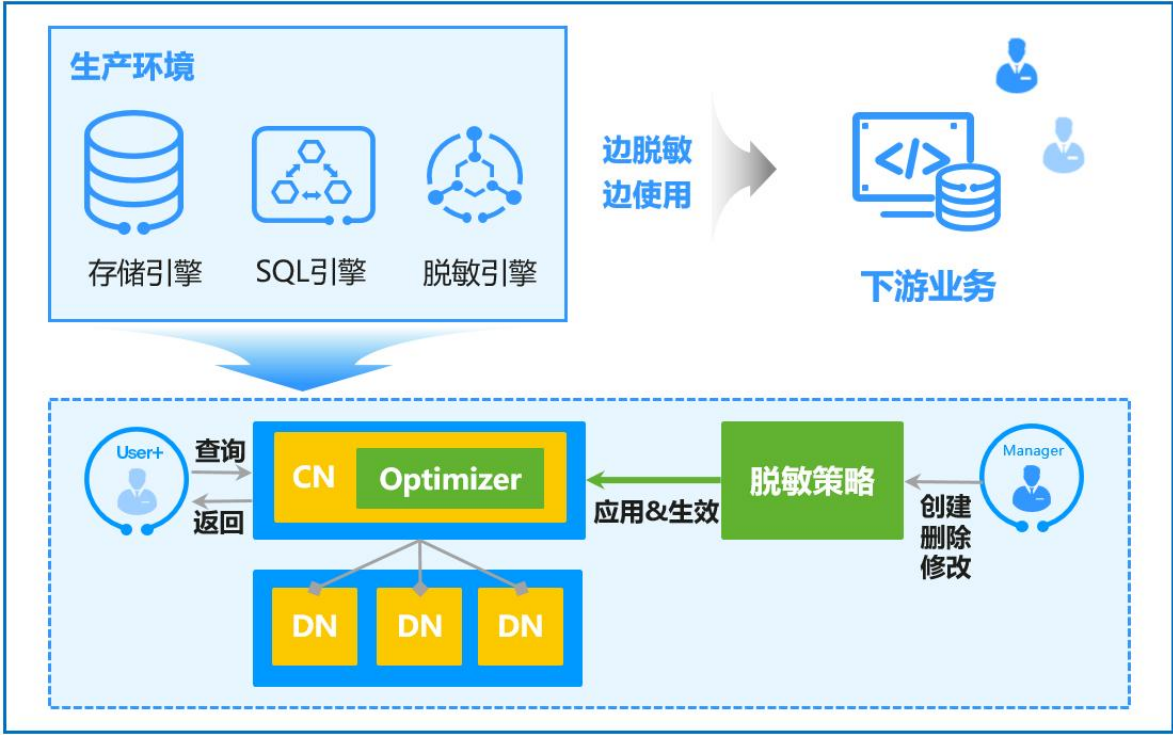 生产环境
存储引擎
SQL引擎
脱敏引擎
边脱敏
边使用
下游业务
User+
查询
返回
CN
Optimizer
DN
DN
DN
应用&生效
脱敏策略
创建
删除
修改
Manager